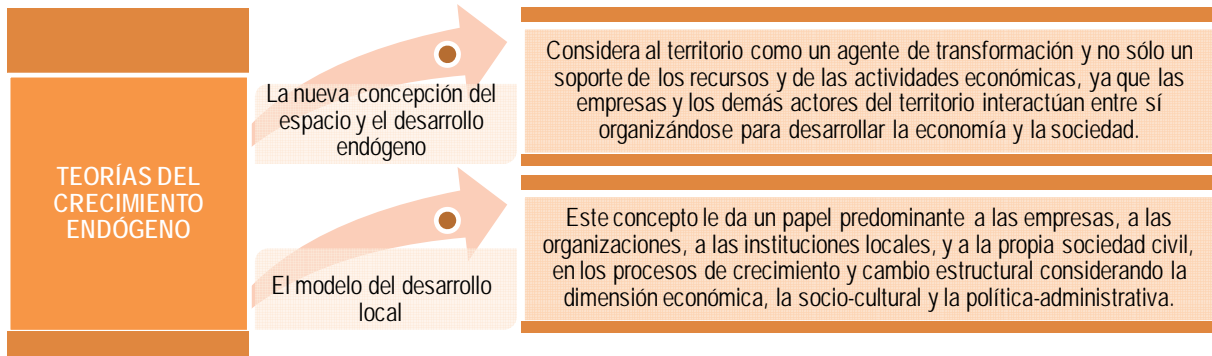 TEORÍAS DEL
CRECIMIENTO
ENDÓGENO
La nueva concepción del
espacio y el desarrollo
endógeno
Considera al territorio como un agente de transformación y no sólo un
soporte de los recursos y de las actividades económicas, ya que las
empresas y los demás actores del territorio interactúan entre sí
organizándose para desarrollar la economía y la sociedad.
El modelo del desarrollo
local
Este concepto le da un papel predominante a las empresas, a las
organizaciones, a las instituciones locales, y a la propia sociedad civil,
en los procesos de crecimiento y cambio estructural considerando la
dimensión económica, la socio-cultural y la política-administrativa.